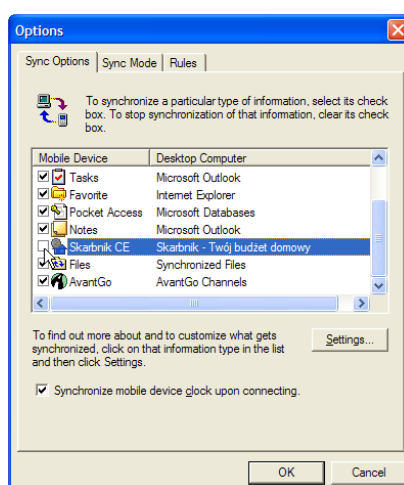 Options
Sync Options Sync Mode Rules
To synchronize a particular type of information, select its check
box. To stop synchronization of that information, clear its check
box.
Mobile Device Desktop Computer
Tasks Microsoft Outlook
Favorite Internet Explorer
Pocket Access Microsoft Databases
Notes Microsoft Outlook
Skarbnik CE Skarbnik - Twój budżet domowy
Files Synchronized Files
AvantGo AvantGo Channels
To find out more about and to customize what gets
synchronized, click on that information type in the list
and then click Settings.
Settings...
Synchronize mobile device clock upon connecting.
OK Cancel